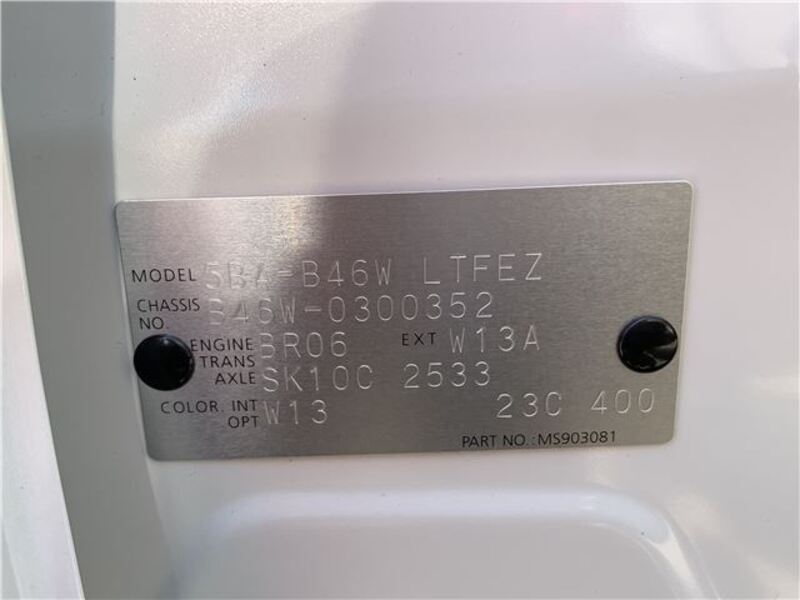 MODEL 5BA-B46W LTFEZ
CHASSIS NO. B46W-0300352
ENGINE BR06 EXT W13A
TRANS AXLE SK10C 2533
COLOR. INT OPT W13 23C 400
PART NO.: MS903081